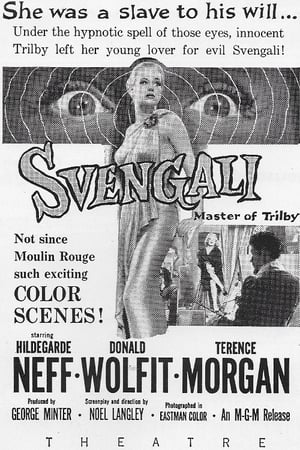 She was a slave to his will...
Under the hypnotic spell of those eyes, innocent
Trilby left her young lover for evil Svengali!
SVENGALI
Master of Trilby
Not since
Moulin Rouge
such exciting
COLOR
SCENES!
starring
HILDEGARDE DONALD TERENCE
NEFF·WOLFIT·MORGAN
Produced by
GEORGE MINTER
Screenplay and direction by
NOEL LANGLEY
Photographed in
EASTMAN COLOR
An M-G-M Release
THEATRE